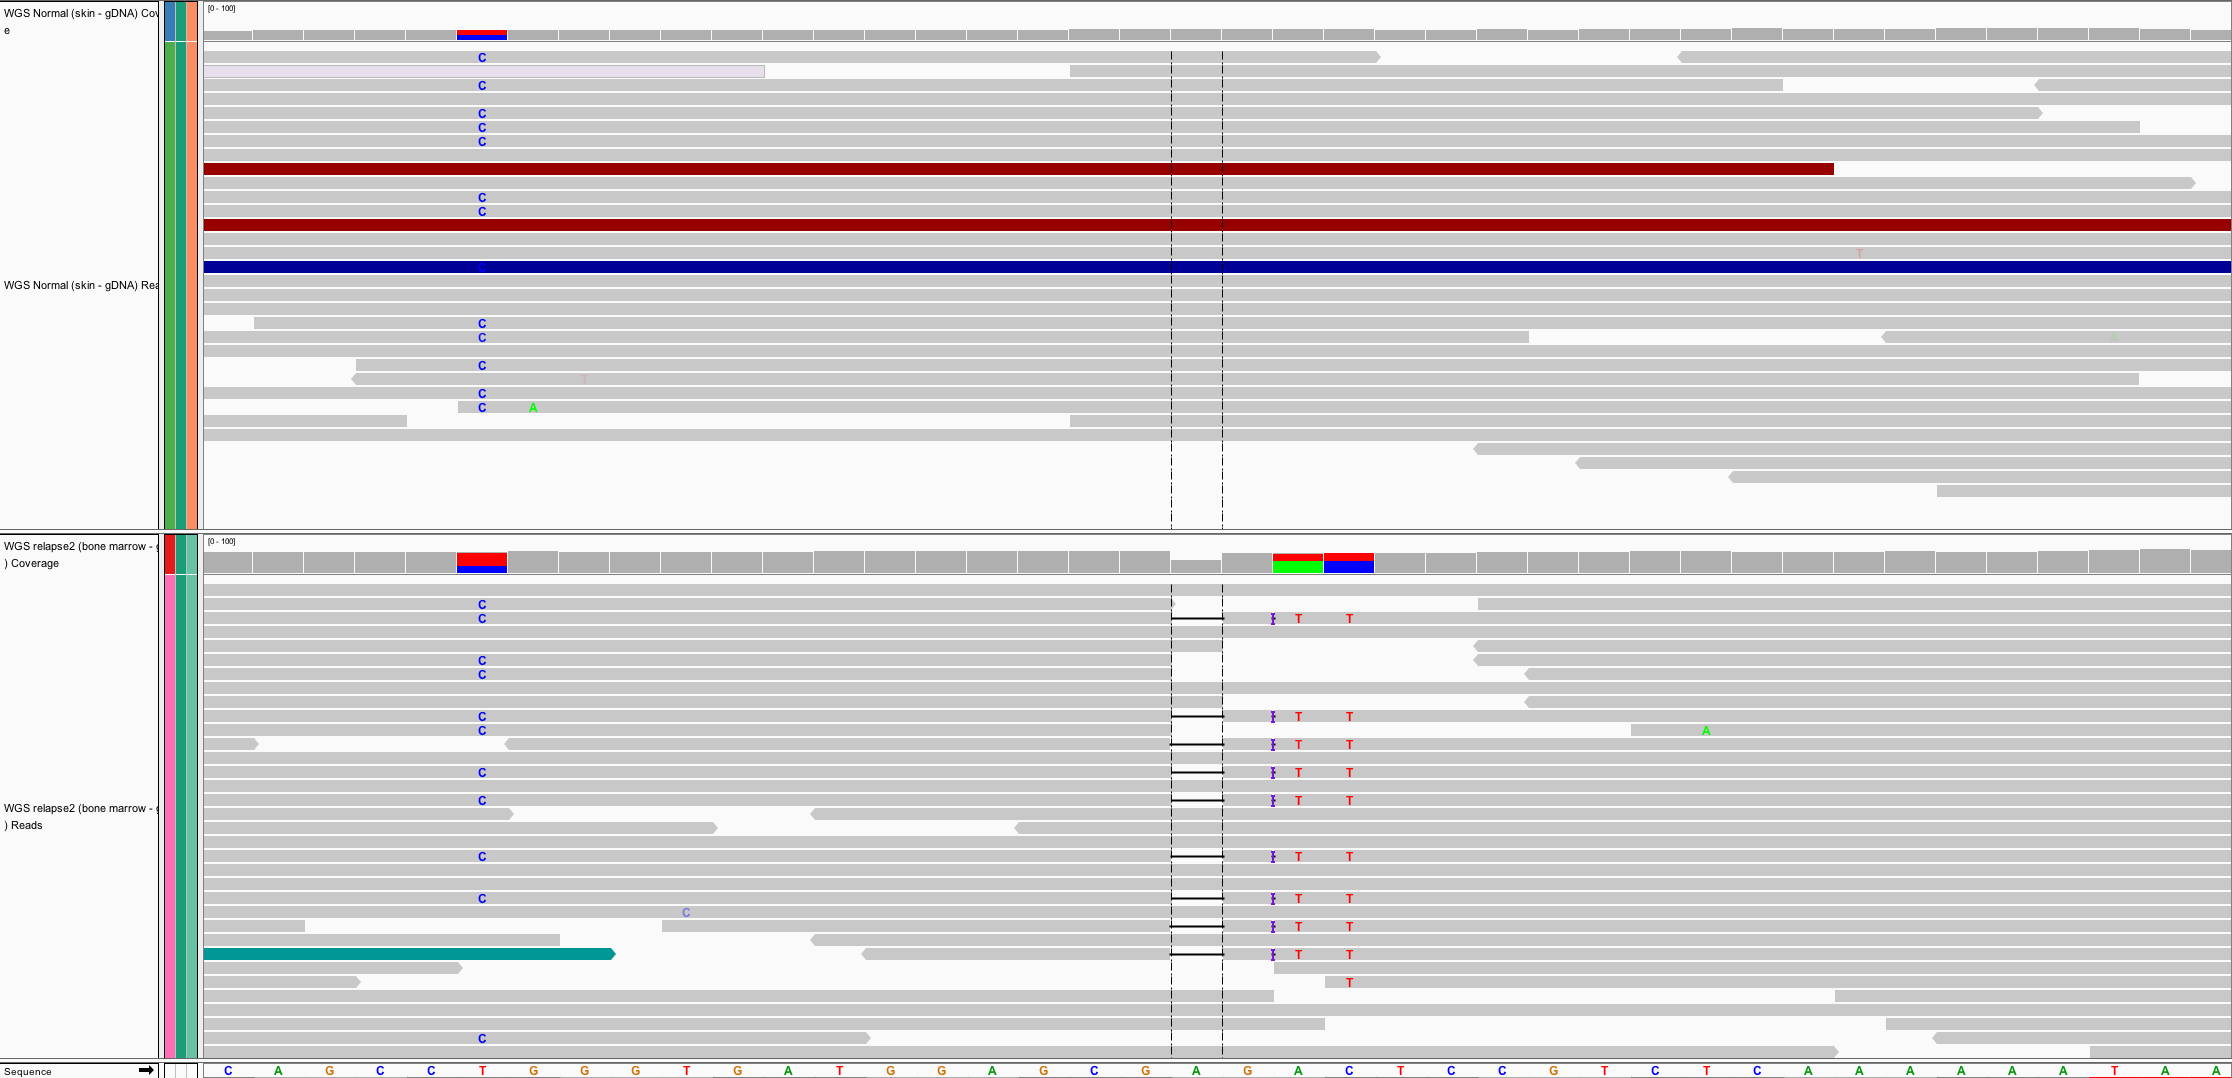 WGS Normal (skin - gDNA) Cov
e
[0 - 100]
C
C
C
C
C
C
C
T
C
WGS Normal (skin - gDNA) Rea
C
C A
C
T
C
C A
WGS relapse2 (bone marrow - g
) Coverage
[0 - 100]
C
C T T
C
C
C T T
C A
T T
C T T
C T T
WGS relapse2 (bone marrow - g
) Reads
C T T
C T T
C
T T
T T
T
C
Sequence C A G C C T G G G T G A T G G A G C G A G A C T C C G T C T C A A A A A A T A A